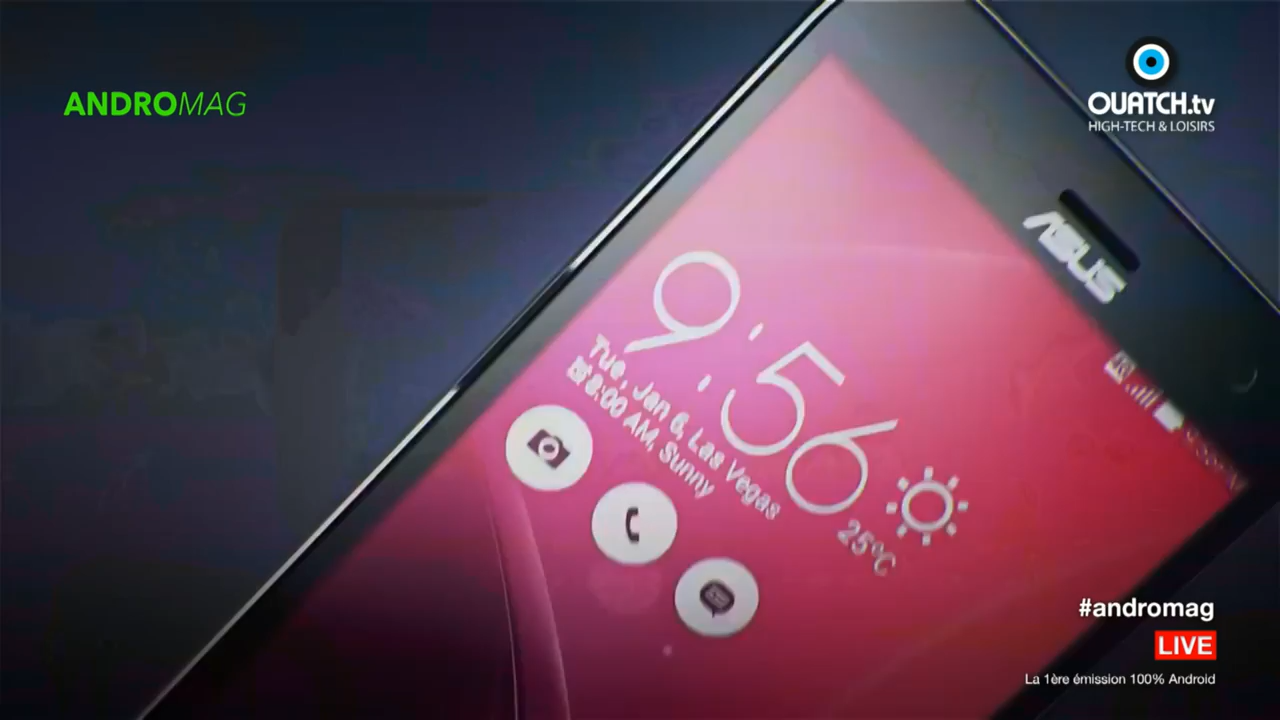 ANDROMAG
OUATCH.tv
HIGH-TECH & LOISIRS
ASUS
9:56
Tue, Jan 6, Las Vegas
8:00 AM, Sunny
25°C
#andromag
LIVE
La 1ère émission 100% Android